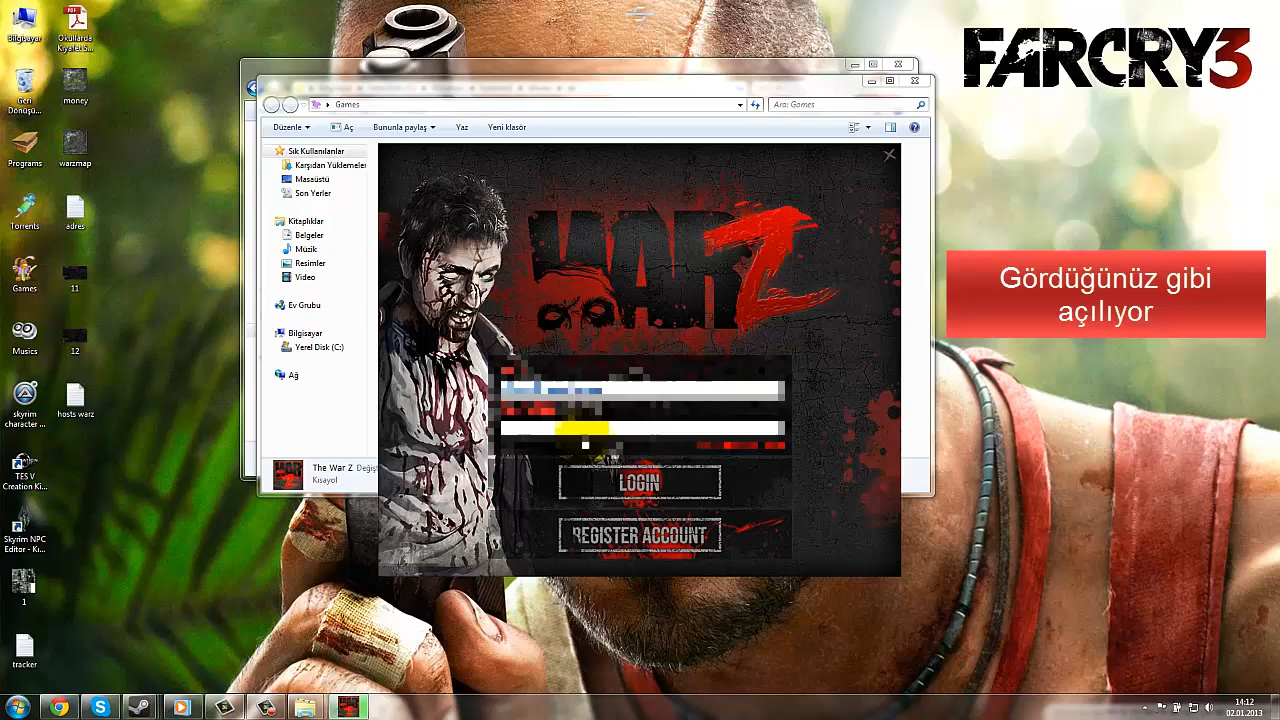 FARCRY3
Bilgisayar
Okullarda
Kıyafet S...
Geri
Dönüşü...
money
Programs
warzmap
Torrents
adres
Games
11
Musics
12
skyrim
character ...
hosts warz
TES V
Creation Ki...
Skyrim NPC
Editor - Kı...
1
tracker
Games
Ara: Games
Düzenle
Aç
Bununla paylaş
Yaz
Yeni klasör
Sık Kullanılanlar
Karşıdan Yüklemeler
Masaüstü
Son Yerler
Kitaplıklar
Belgeler
Müzik
Resimler
Video
Ev Grubu
Bilgisayar
Yerel Disk (C:)
Ağ
The War Z Değişt
Kısayol
WAR Z
LOGIN
REGISTER ACCOUNT
Gördüğünüz gibi
açılıyor
14:12
02.01.2013